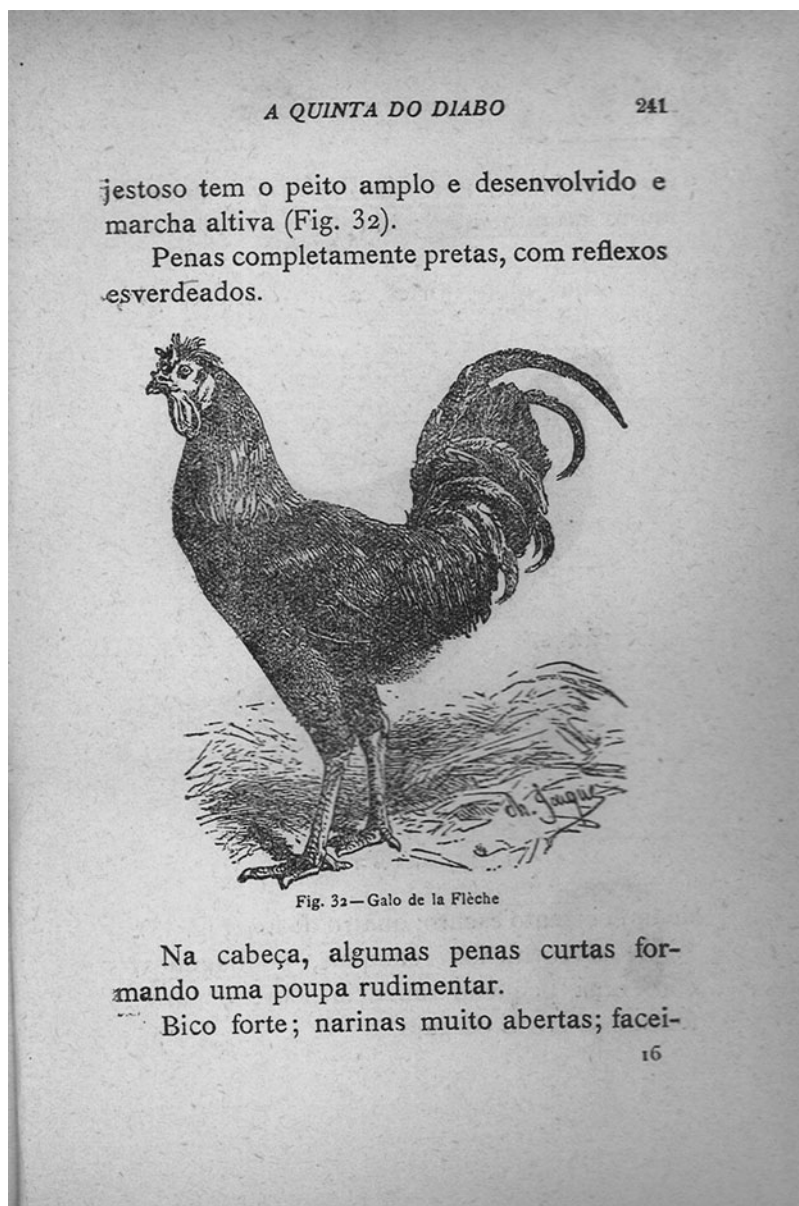 A QUINTA DO DIABO 241
jestoso tem o peito amplo e desenvolvido e
marcha altiva (Fig. 32).
Penas completamente pretas, com reflexos
esverdeados.
Fig. 32—Galo de la Flèche
Na cabeça, algumas penas curtas for-
mando uma poupa rudimentar.
Bico forte; narinas muito abertas; facei-
16